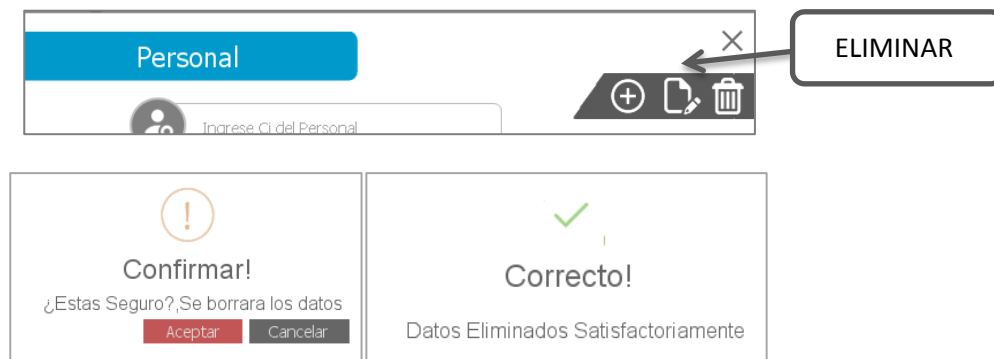 Personal
ELIMINAR
Ingrese Ci del Personal
Confirmar!
¿Estas Seguro?,Se borrara los datos
Aceptar Cancelar
Correcto!
Datos Eliminados Satisfactoriamente